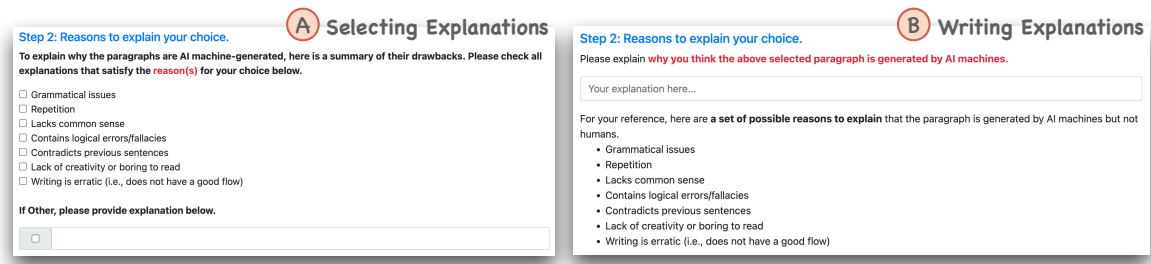 A Selecting Explanations
Step 2: Reasons to explain your choice.
To explain why the paragraphs are AI machine-generated, here is a summary of their drawbacks. Please check all
explanations that satisfy the reason(s) for your choice below.
Grammatical issues
Repetition
Lacks common sense
Contains logical errors/fallacies
Contradicts previous sentences
Lack of creativity or boring to read
Writing is erratic (i.e., does not have a good flow)
If Other, please provide explanation below.
B Writing Explanations
Step 2: Reasons to explain your choice.
Please explain why you think the above selected paragraph is generated by AI machines.
Your explanation here...
For your reference, here are a set of possible reasons to explain that the paragraph is generated by AI machines but not
humans.
• Grammatical issues
• Repetition
• Lacks common sense
• Contains logical errors/fallacies
• Contradicts previous sentences
• Lack of creativity or boring to read
• Writing is erratic (i.e., does not have a good flow)